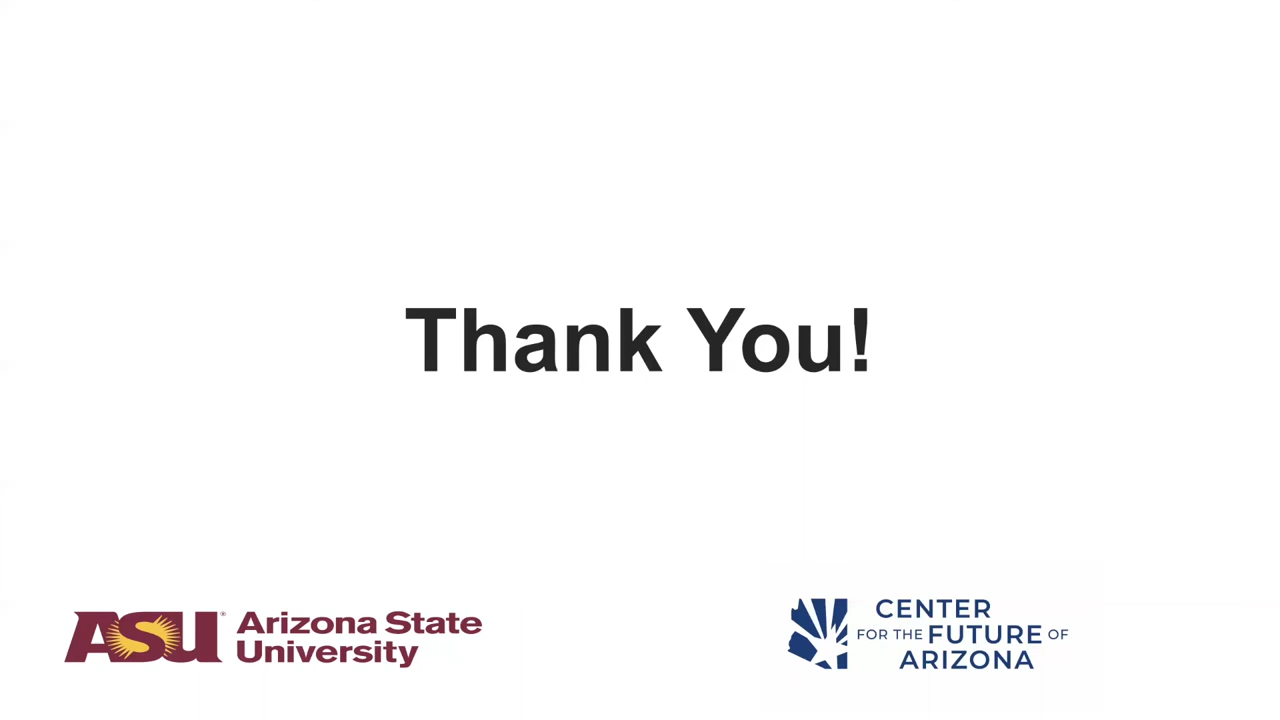 Thank You!
ASU® Arizona State
University
CENTER
FOR THE FUTURE OF
ARIZONA